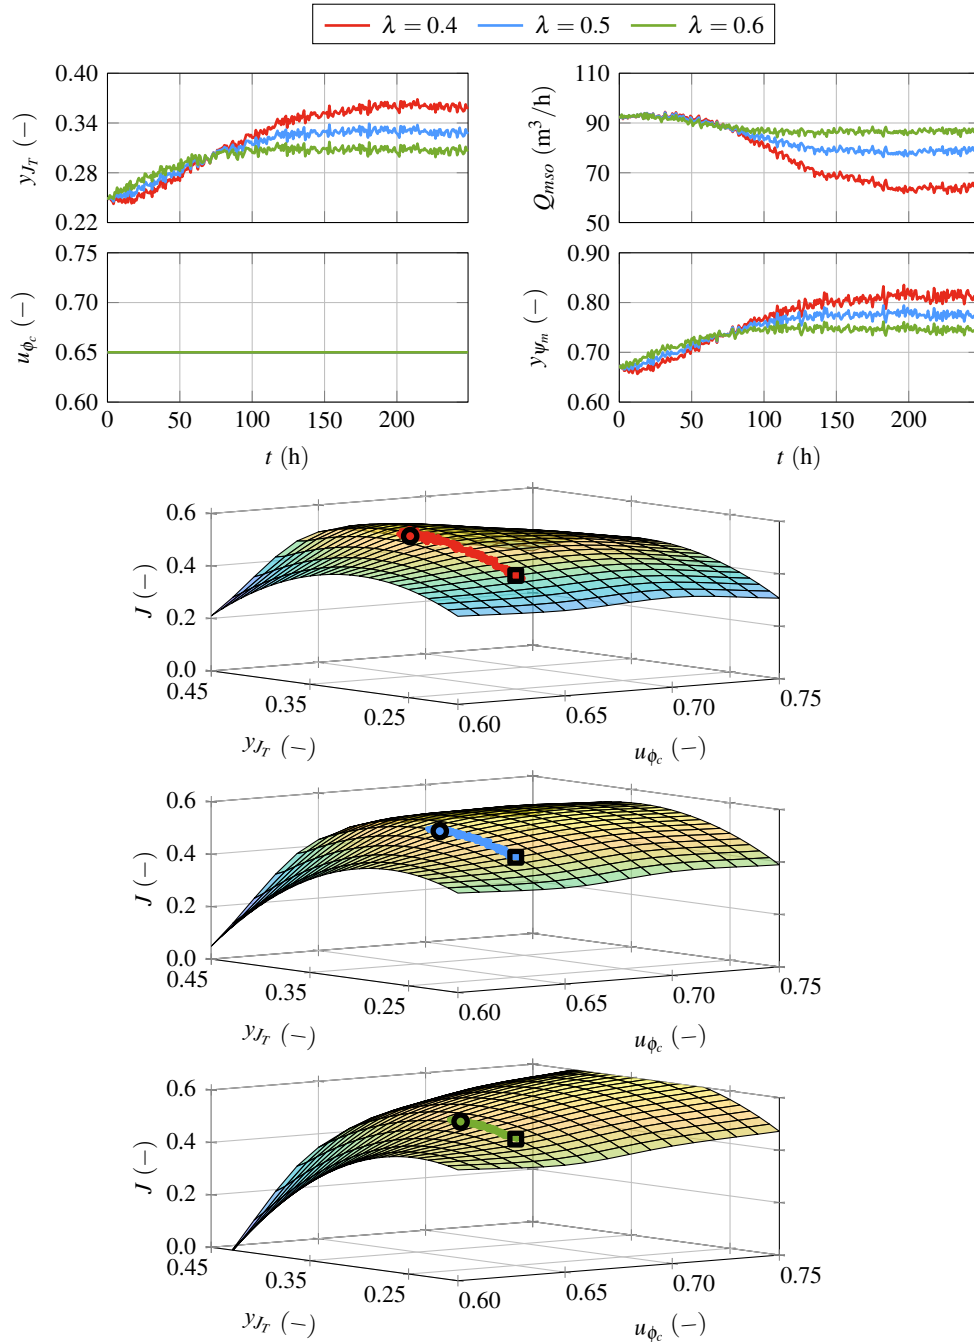 λ = 0.4 λ = 0.5 λ = 0.6
0.40
0.34
0.28
0.22
y_{J_T} (−)
110
90
70
50
Q_{mso} (m³/h)
0.75
0.70
0.65
0.60
u_{ϕ_c} (−)
0 50 100 150 200
t (h)
0.90
0.80
0.70
0.60
y_{Ψ_m} (−)
0 50 100 150 200
t (h)
0.6
0.4
0.2
0.0
J (−)
0.45 0.35 0.25
y_{J_T} (−)
0.60 0.65 0.70 0.75
u_{ϕ_c} (−)
0.6
0.4
0.2
0.0
J (−)
0.45 0.35 0.25
y_{J_T} (−)
0.60 0.65 0.70 0.75
u_{ϕ_c} (−)
0.6
0.4
0.2
0.0
J (−)
0.45 0.35 0.25
y_{J_T} (−)
0.60 0.65 0.70 0.75
u_{ϕ_c} (−)